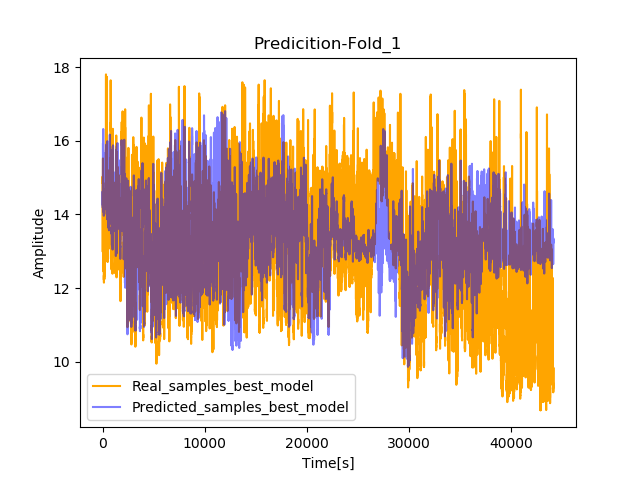 Predicition-Fold_1
18
16
14
12
10
Amplitude
Real_samples_best_model
Predicted_samples_best_model
0
10000
20000
30000
40000
Time[s]